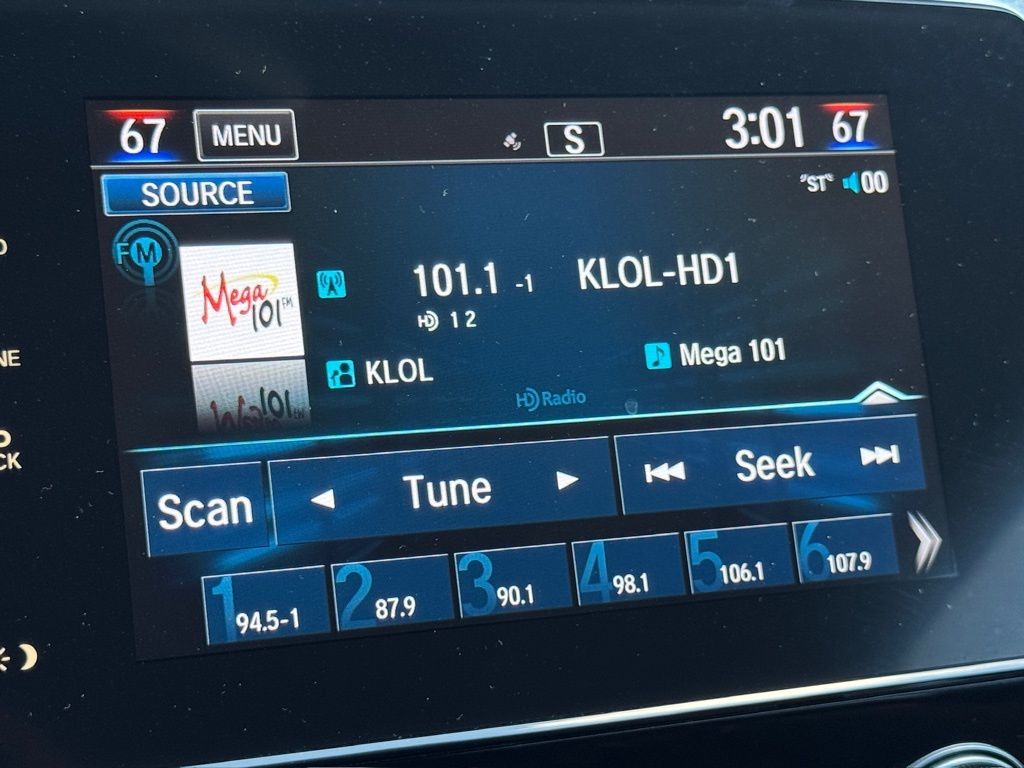 67 MENU S 3:01 67
SOURCE "ST" 00
FM
Mega 101 FM
101.1 -1 KLOL-HD1
HD 1 2
KLOL Mega 101
HD Radio
Scan Tune Seek
1 94.5-1 2 87.9 3 90.1 4 98.1 5 106.1 6 107.9